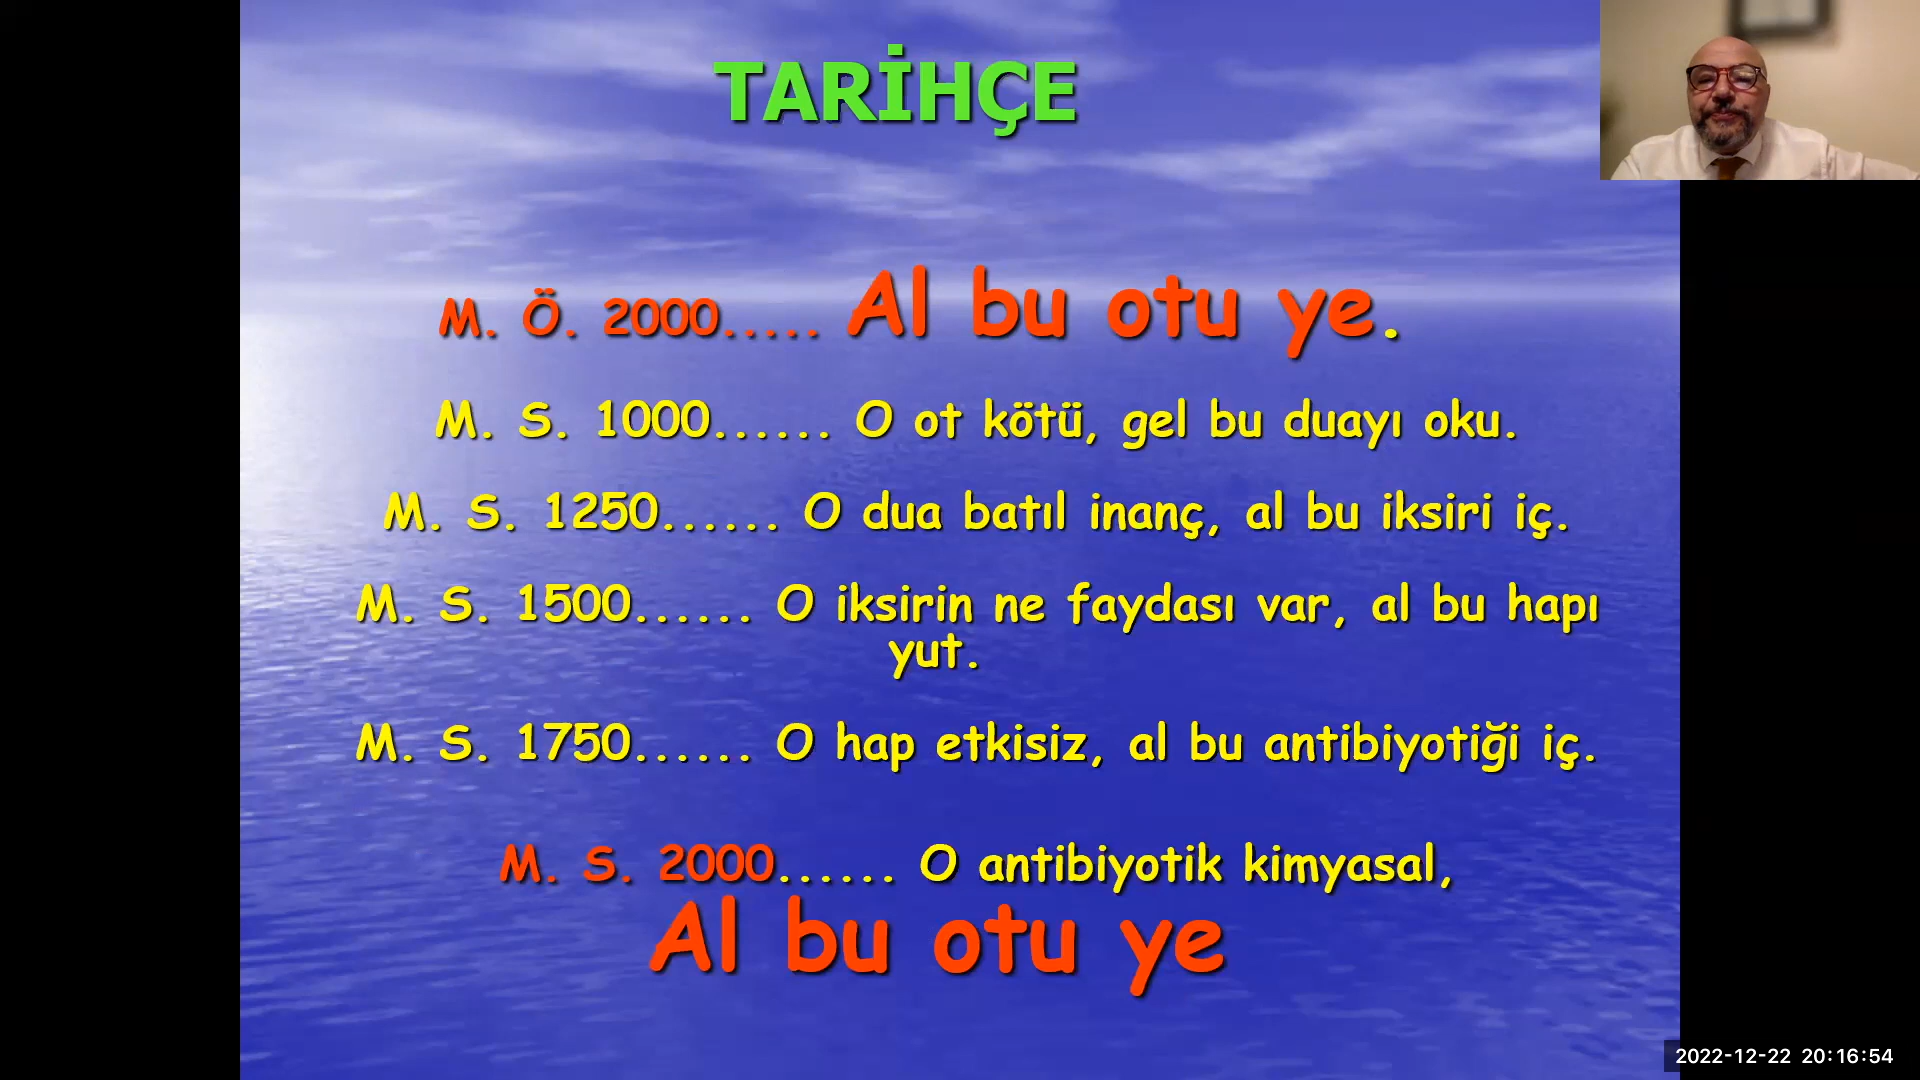 TARİHÇE
M. Ö. 2000..... Al bu otu ye.
M. S. 1000...... O ot kötü, gel bu duayı oku.
M. S. 1250...... O dua batıl inanç, al bu iksiri iç.
M. S. 1500...... O iksirin ne faydası var, al bu hapı
yut.
M. S. 1750...... O hap etkisiz, al bu antibiyotiği iç.
M. S. 2000...... O antibiyotik kimyasal,
Al bu otu ye
2022-12-22 20:16:54